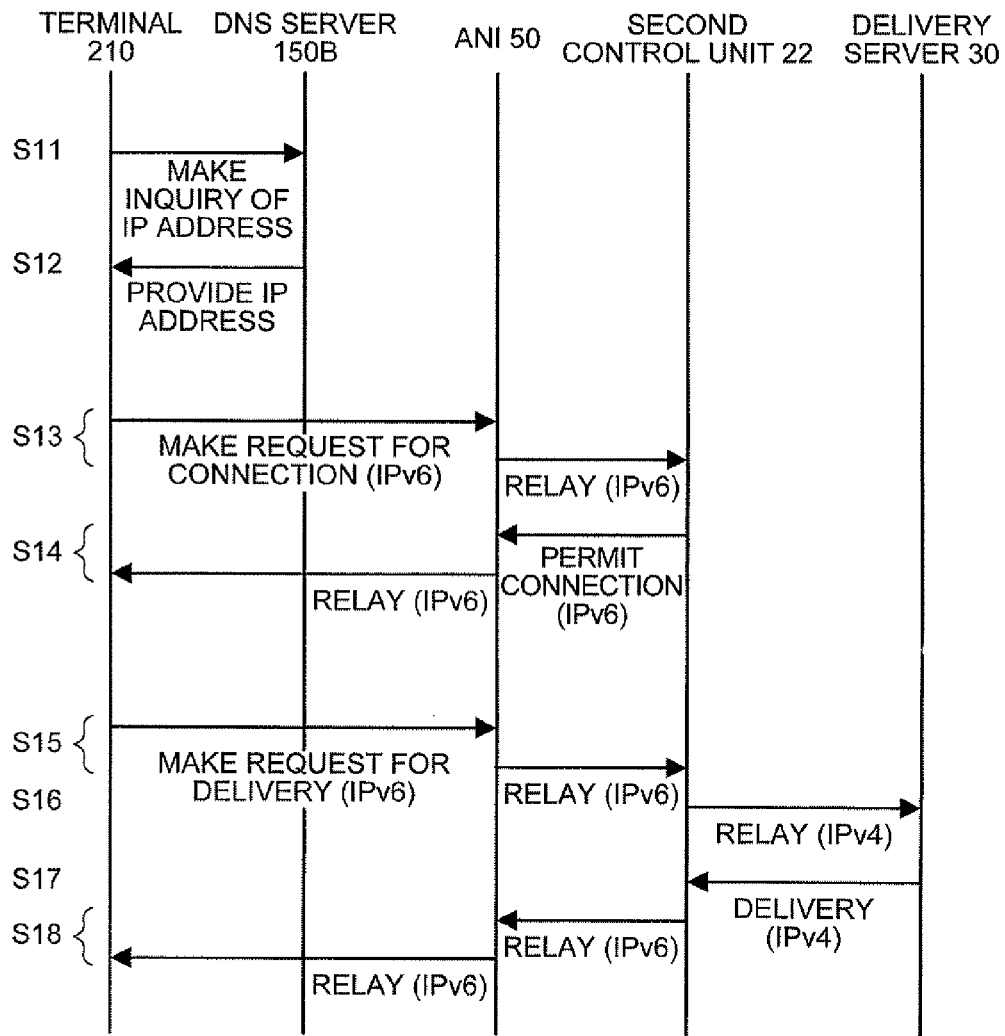 TERMINAL
210
DNS SERVER
150B
ANI 50
SECOND
CONTROL UNIT 22
DELIVERY
SERVER 30
S11
MAKE
INQUIRY OF
IP ADDRESS
S12
PROVIDE IP
ADDRESS
S13
MAKE REQUEST FOR
CONNECTION (IPv6)
RELAY (IPv6)
S14
PERMIT
CONNECTION
(IPv6)
RELAY (IPv6)
S15
MAKE REQUEST FOR
DELIVERY (IPv6)
RELAY (IPv6)
S16
RELAY (IPv4)
S17
DELIVERY
(IPv4)
S18
RELAY (IPv6)
RELAY (IPv6)